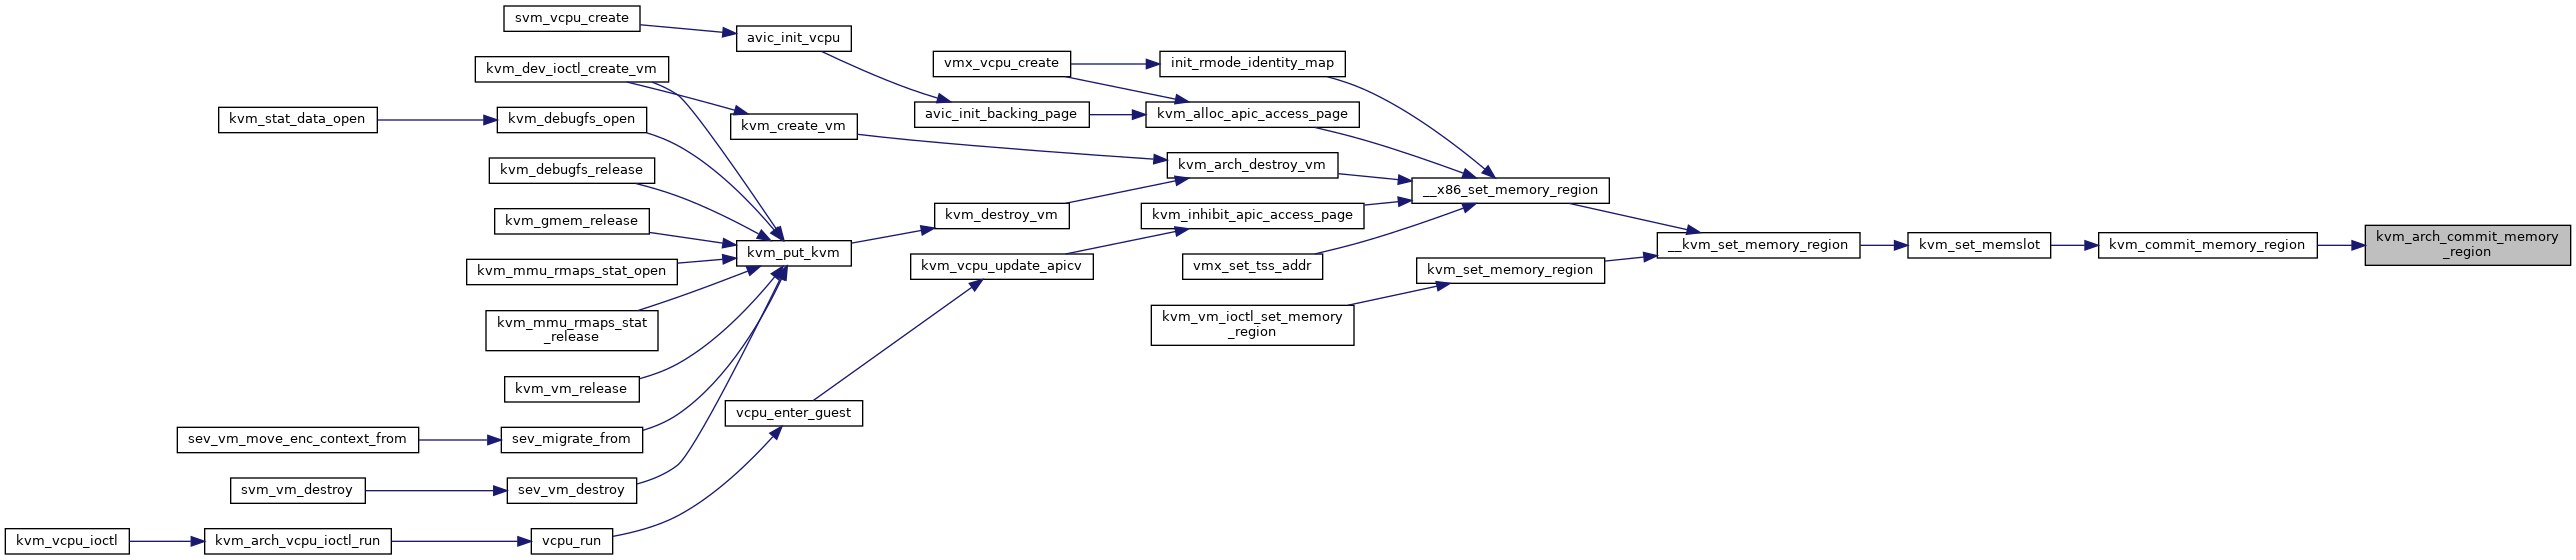 svm_vcpu_create
avic_init_vcpu
kvm_dev_ioctl_create_vm
vmx_vcpu_create
init_rmode_identity_map
kvm_stat_data_open
kvm_debugfs_open
kvm_create_vm
avic_init_backing_page
kvm_alloc_apic_access_page
kvm_debugfs_release
kvm_arch_destroy_vm
__x86_set_memory_region
kvm_gmem_release
kvm_destroy_vm
kvm_inhibit_apic_access_page
kvm_put_kvm
__kvm_set_memory_region
kvm_set_memslot
kvm_commit_memory_region
kvm_arch_commit_memory
_region
kvm_mmu_rmaps_stat_open
kvm_vcpu_update_apicv
vmx_set_tss_addr
kvm_set_memory_region
kvm_mmu_rmaps_stat
_release
kvm_vm_ioctl_set_memory
_region
kvm_vm_release
vcpu_enter_guest
sev_vm_move_enc_context_from
sev_migrate_from
svm_vm_destroy
sev_vm_destroy
kvm_vcpu_ioctl
kvm_arch_vcpu_ioctl_run
vcpu_run